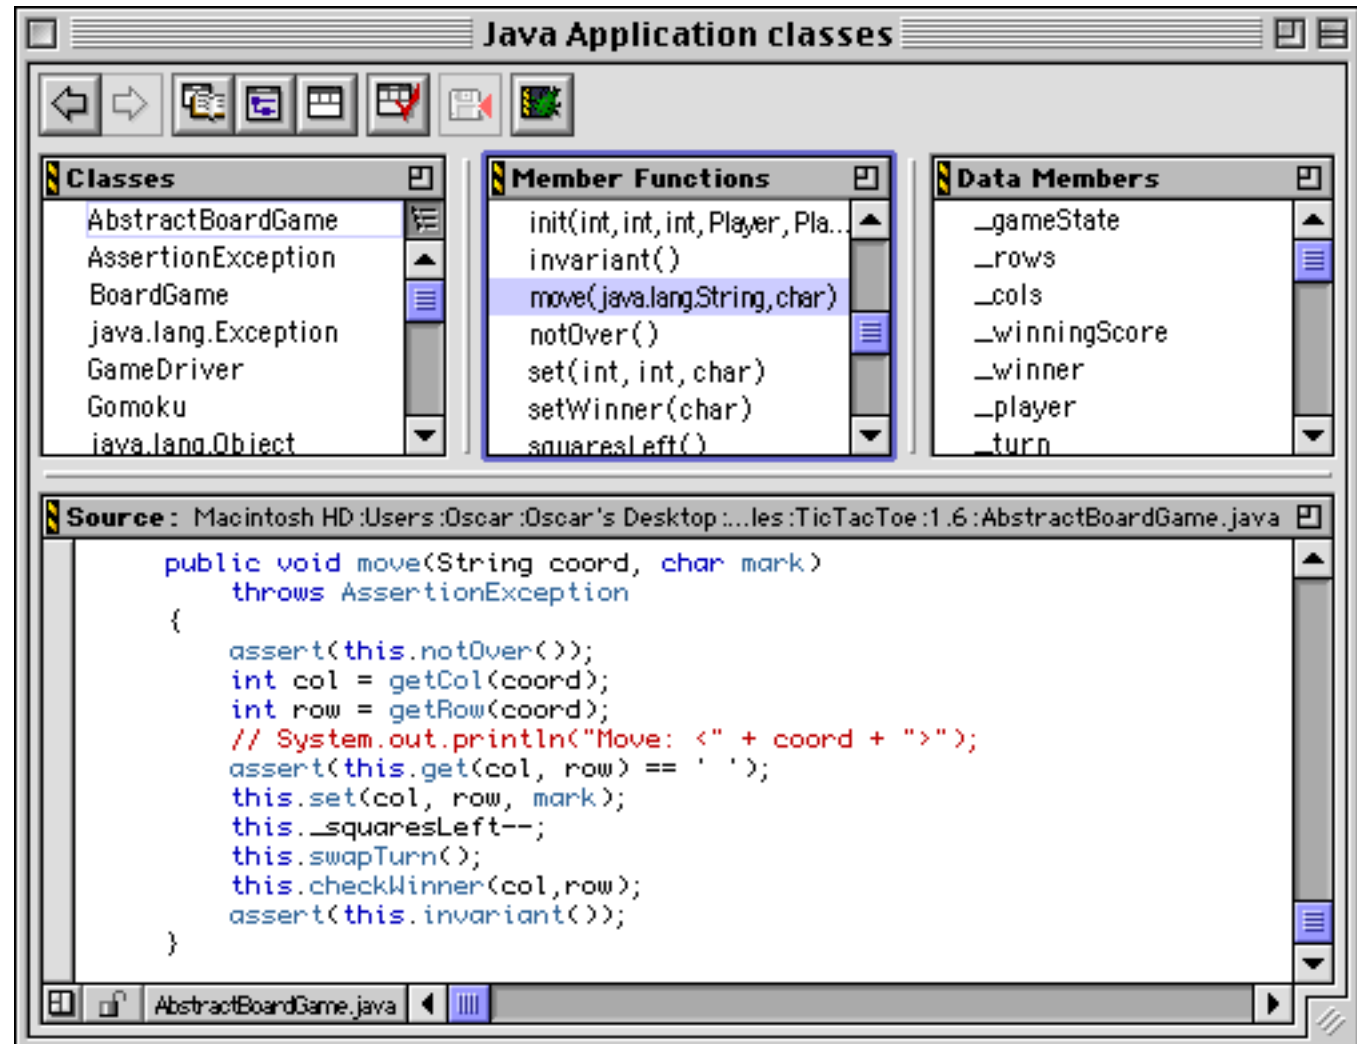 Java Application classes
Classes
AbstractBoardGame
AssertionException
BoardGame
java.lang.Exception
GameDriver
Gomoku
java.lang.Object
Member Functions
init(int, int, int, Player, Pla...
invariant()
move(java.lang.String, char)
notOver()
set(int, int, char)
setWinner(char)
squaresLeft()
Data Members
_gameState
_rows
_cols
_winningScore
_winner
_player
_turn
Source: Macintosh HD:Users:Oscar:Oscar's Desktop:...les:TicTacToe:1.6:AbstractBoardGame.java
public void move(String coord, char mark)
throws AssertionException
{
assert(this.notOver());
int col = getCol(coord);
int row = getRow(coord);
// System.out.println("Move: <" + coord + ">");
assert(this.get(col, row) == ' ');
this.set(col, row, mark);
this._squaresLeft--;
this.swapTurn();
this.checkWinner(col,row);
assert(this.invariant());
}
AbstractBoardGame.java